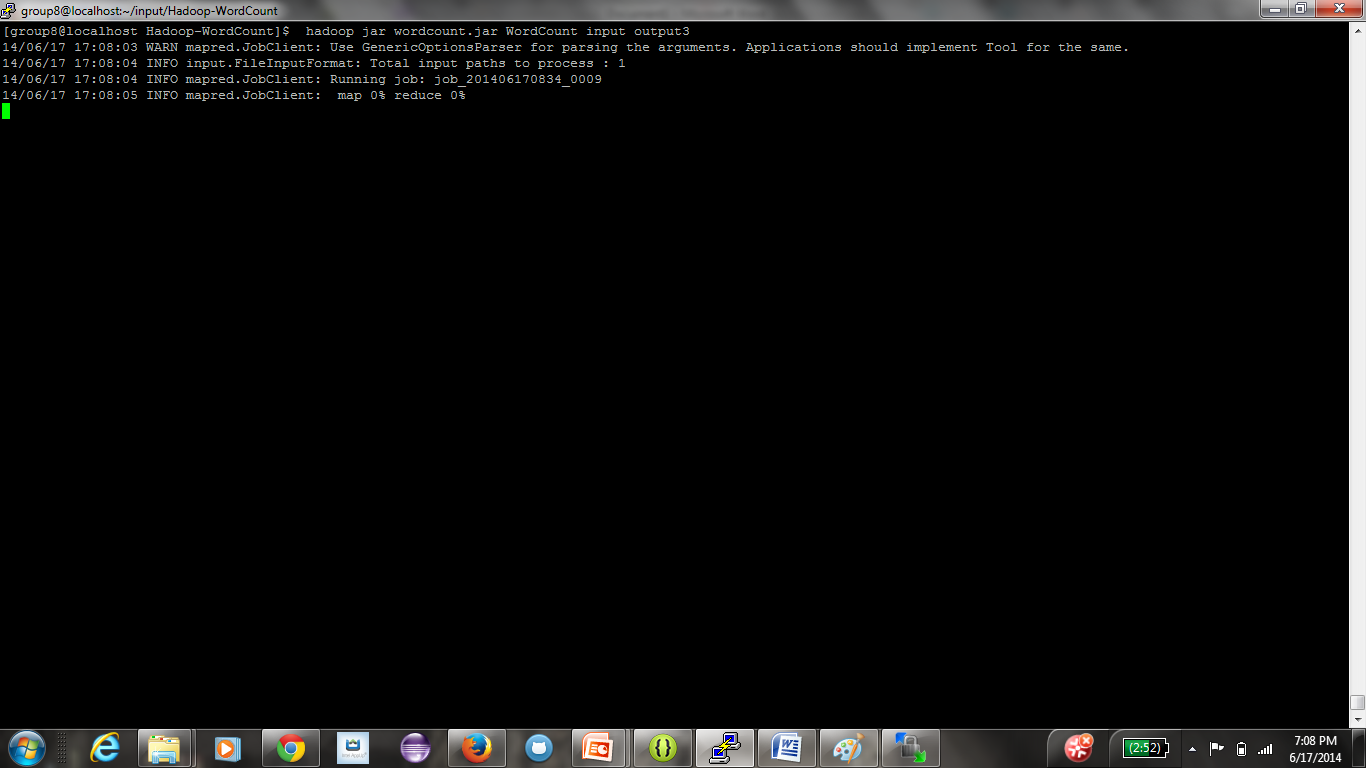 group8@localhost:~/input/Hadoop-WordCount
[group8@localhost Hadoop-WordCount]$  hadoop jar wordcount.jar WordCount input output3
14/06/17 17:08:03 WARN mapred.JobClient: Use GenericOptionsParser for parsing the arguments. Applications should implement Tool for the same.
14/06/17 17:08:04 INFO input.FileInputFormat: Total input paths to process : 1
14/06/17 17:08:04 INFO mapred.JobClient: Running job: job_201406170834_0009
14/06/17 17:08:05 INFO mapred.JobClient:  map 0% reduce 0%
(2:52)
7:08 PM
6/17/2014